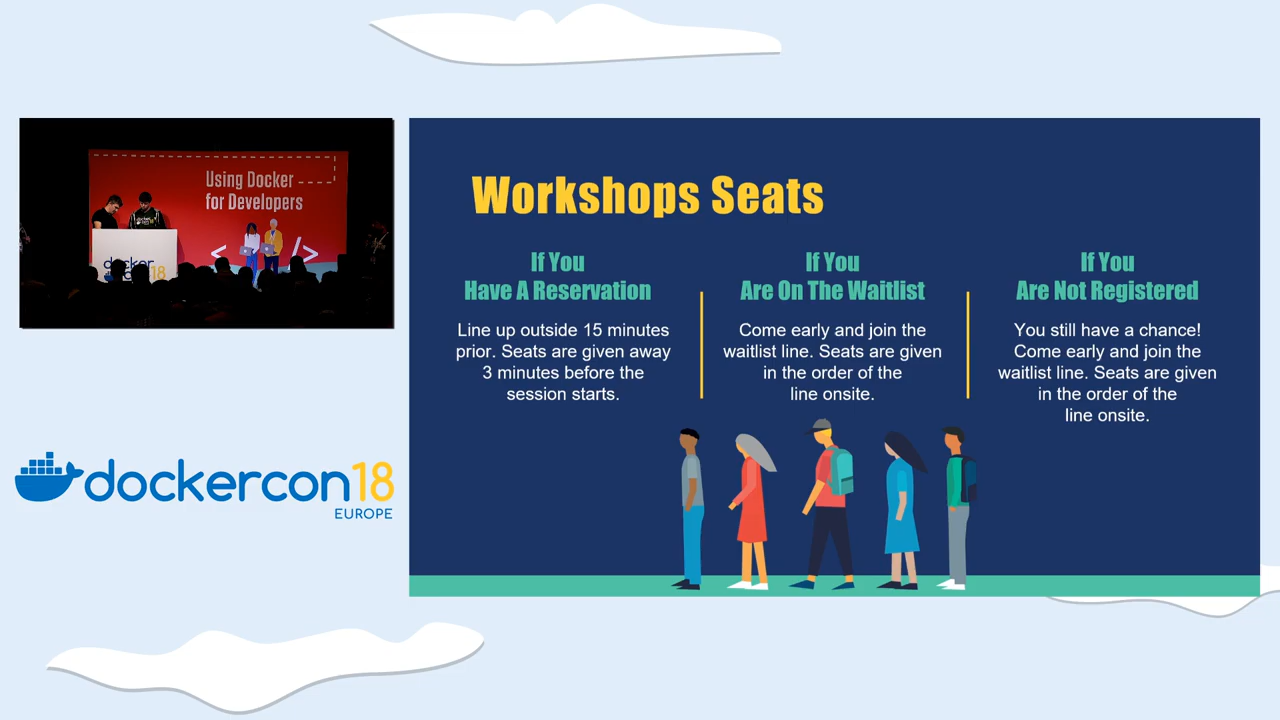 Using Docker
for Developers
< />
docker
18
dockercon18
EUROPE
Workshops Seats
If You
Have A Reservation
Line up outside 15 minutes
prior. Seats are given away
3 minutes before the
session starts.
If You
Are On The Waitlist
Come early and join the
waitlist line. Seats are given
in the order of the
line onsite.
If You
Are Not Registered
You still have a chance!
Come early and join the
waitlist line. Seats are given
in the order of the
line onsite.